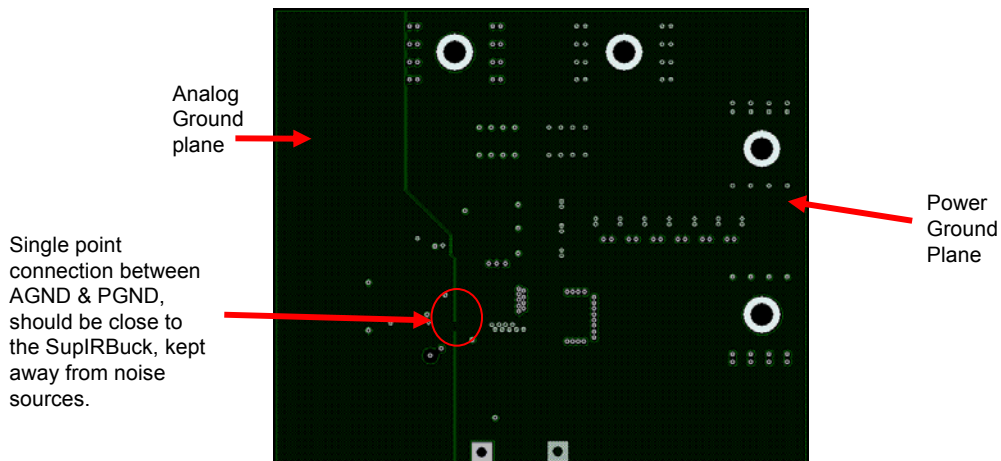 Analog
Ground
plane
Single point
connection between
AGND & PGND,
should be close to
the SupIRBuck, kept
away from noise
sources.
Power
Ground
Plane